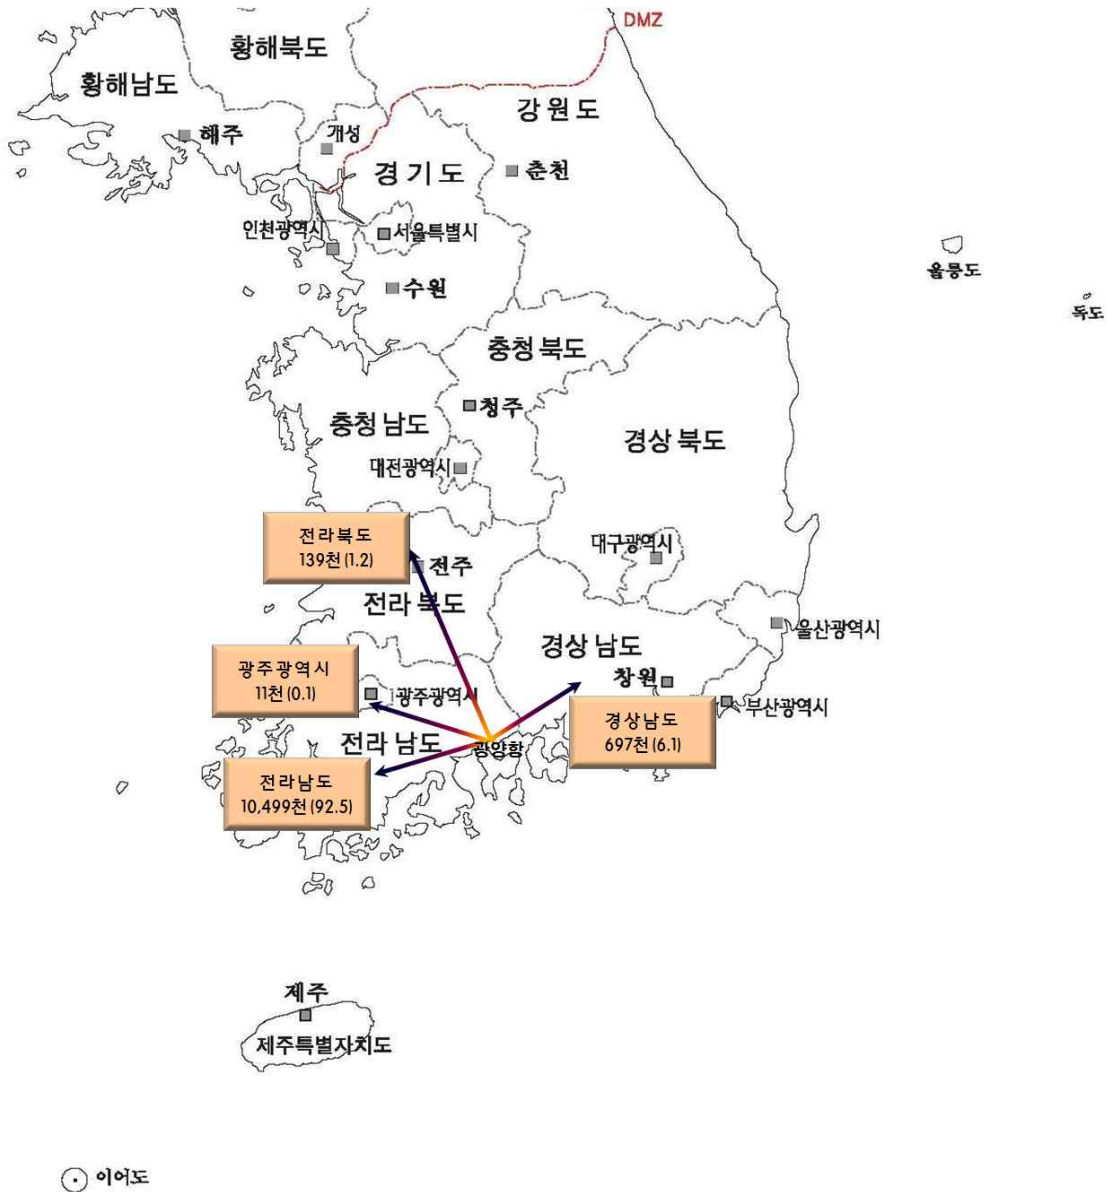 DMZ
황해북도
황해남도
강원도
해주
개성
경기도
춘천
인천광역시
서울특별시
울릉도
수원
독도
충청북도
청주
충청남도
경상북도
대전광역시
전라북도
139천(1.2)
대구광역시
전주
전라북도
울산광역시
경상남도
광주광역시
11천(0.1)
창원
광주광역시
부산광역시
경상남도
697천(6.1)
전라남도
광양항
전라남도
10,499천(92.5)
제주
제주특별자치도
이어도